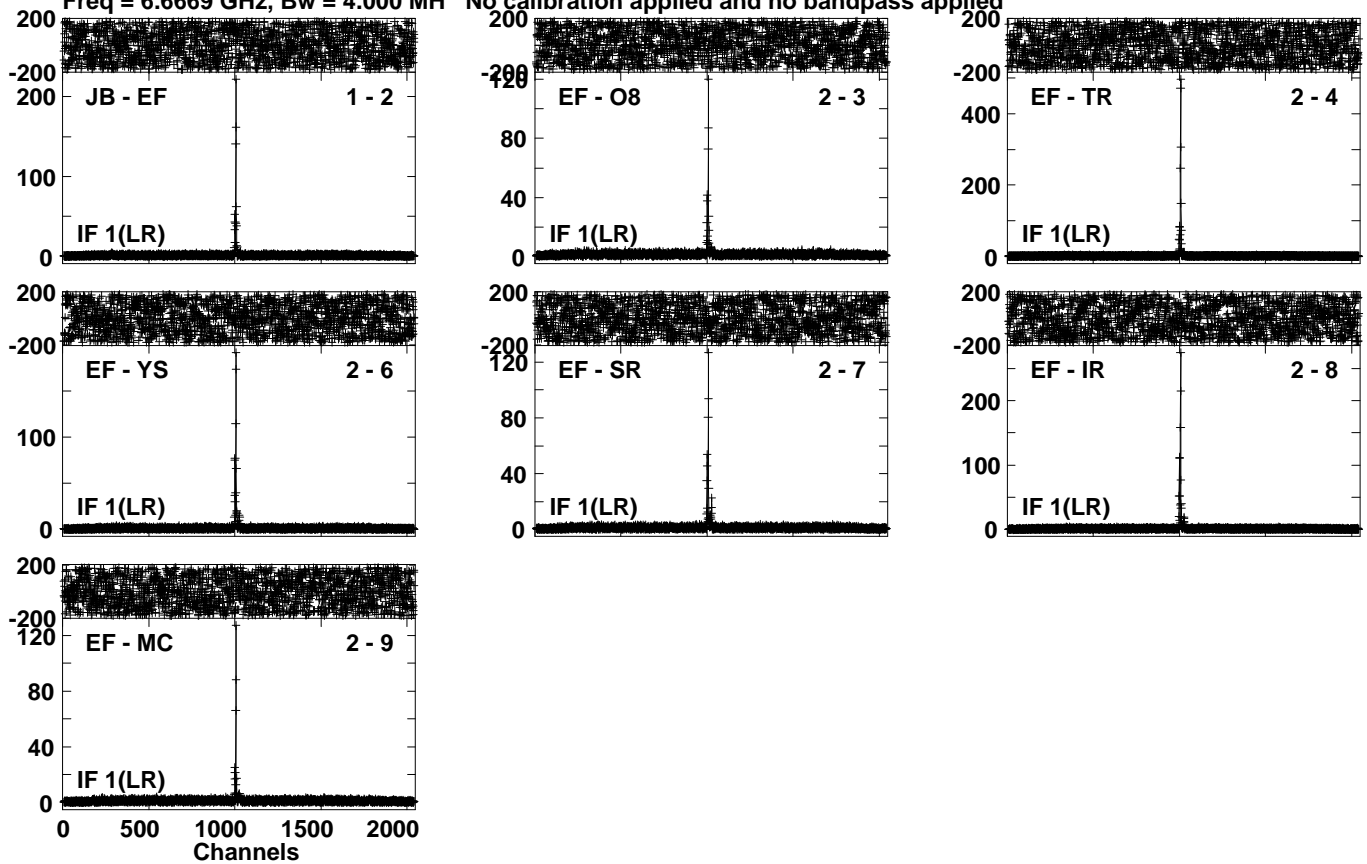 Freq = 6.6669 GHz, Bw = 4.000 MH No calibration applied and no bandpass applied
200
-200
200
100
0
JB - EF 1 - 2
IF 1(LR)
200
-200
120
80
40
0
EF - O8 2 - 3
IF 1(LR)
200
-200
400
200
0
EF - TR 2 - 4
IF 1(LR)
200
-200
100
0
EF - YS 2 - 6
IF 1(LR)
200
-200
120
80
40
0
EF - SR 2 - 7
IF 1(LR)
200
-200
200
100
0
EF - IR 2 - 8
IF 1(LR)
200
-200
120
80
40
0
EF - MC 2 - 9
IF 1(LR)
0 500 1000 1500 2000
Channels